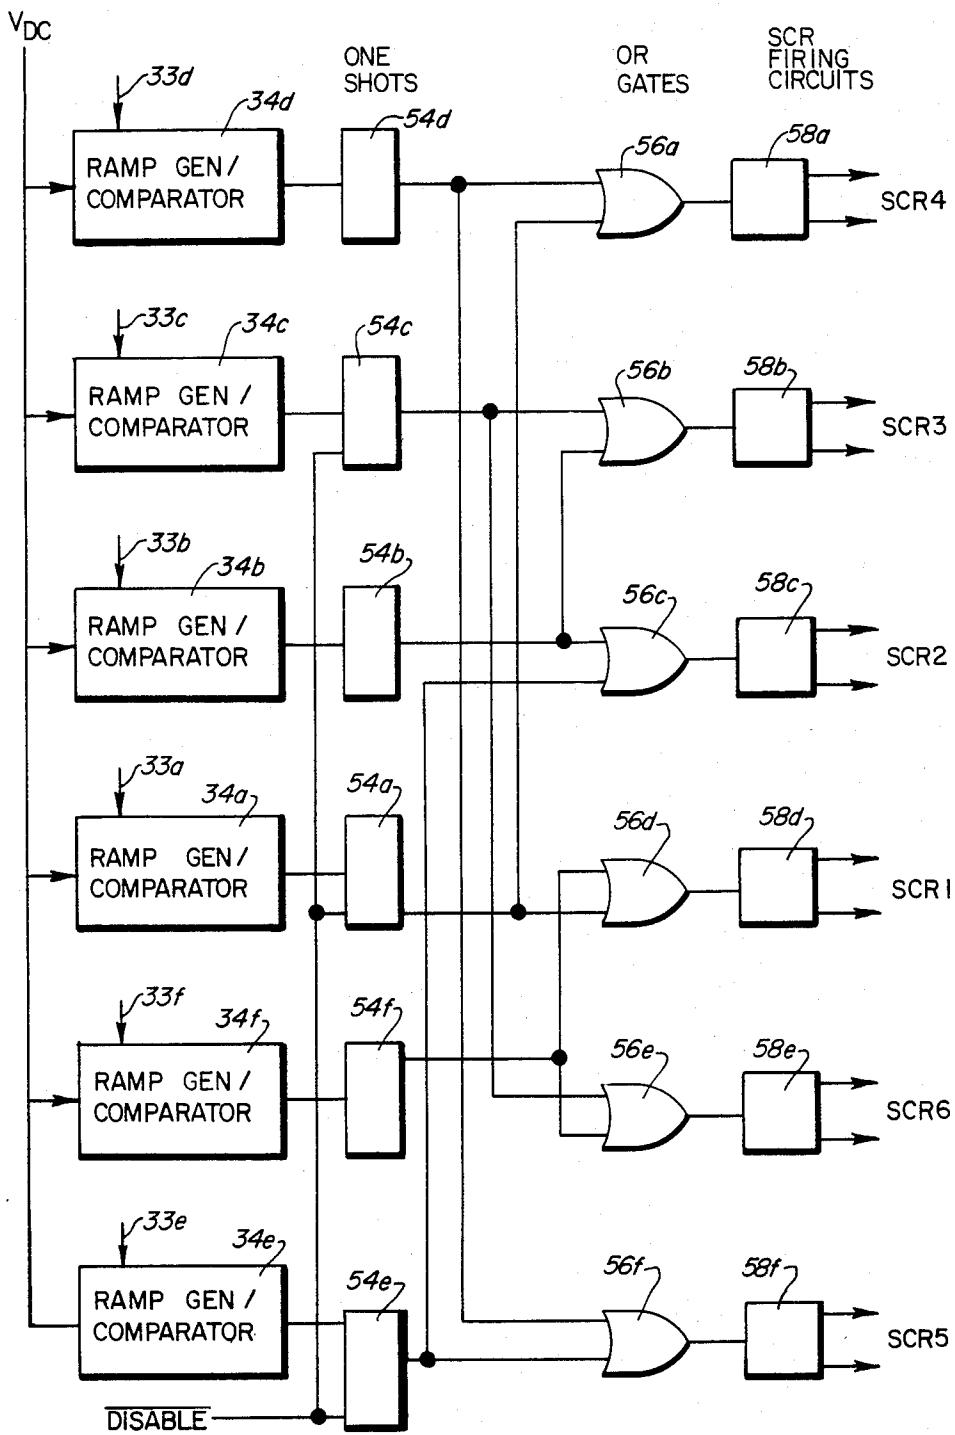 VDC
ONE
SHOTS
OR
GATES
SCR
FIRING
CIRCUITS
33d
34d
54d
56a
58a
RAMP GEN/
COMPARATOR
SCR4
33c
34c
54c
56b
58b
RAMP GEN/
COMPARATOR
SCR3
33b
34b
54b
56c
58c
RAMP GEN/
COMPARATOR
SCR2
33a
34a
54a
56d
58d
RAMP GEN/
COMPARATOR
SCR1
33f
34f
54f
56e
58e
RAMP GEN/
COMPARATOR
SCR6
33e
34e
54e
56f
58f
RAMP GEN/
COMPARATOR
SCR5
DISABLE